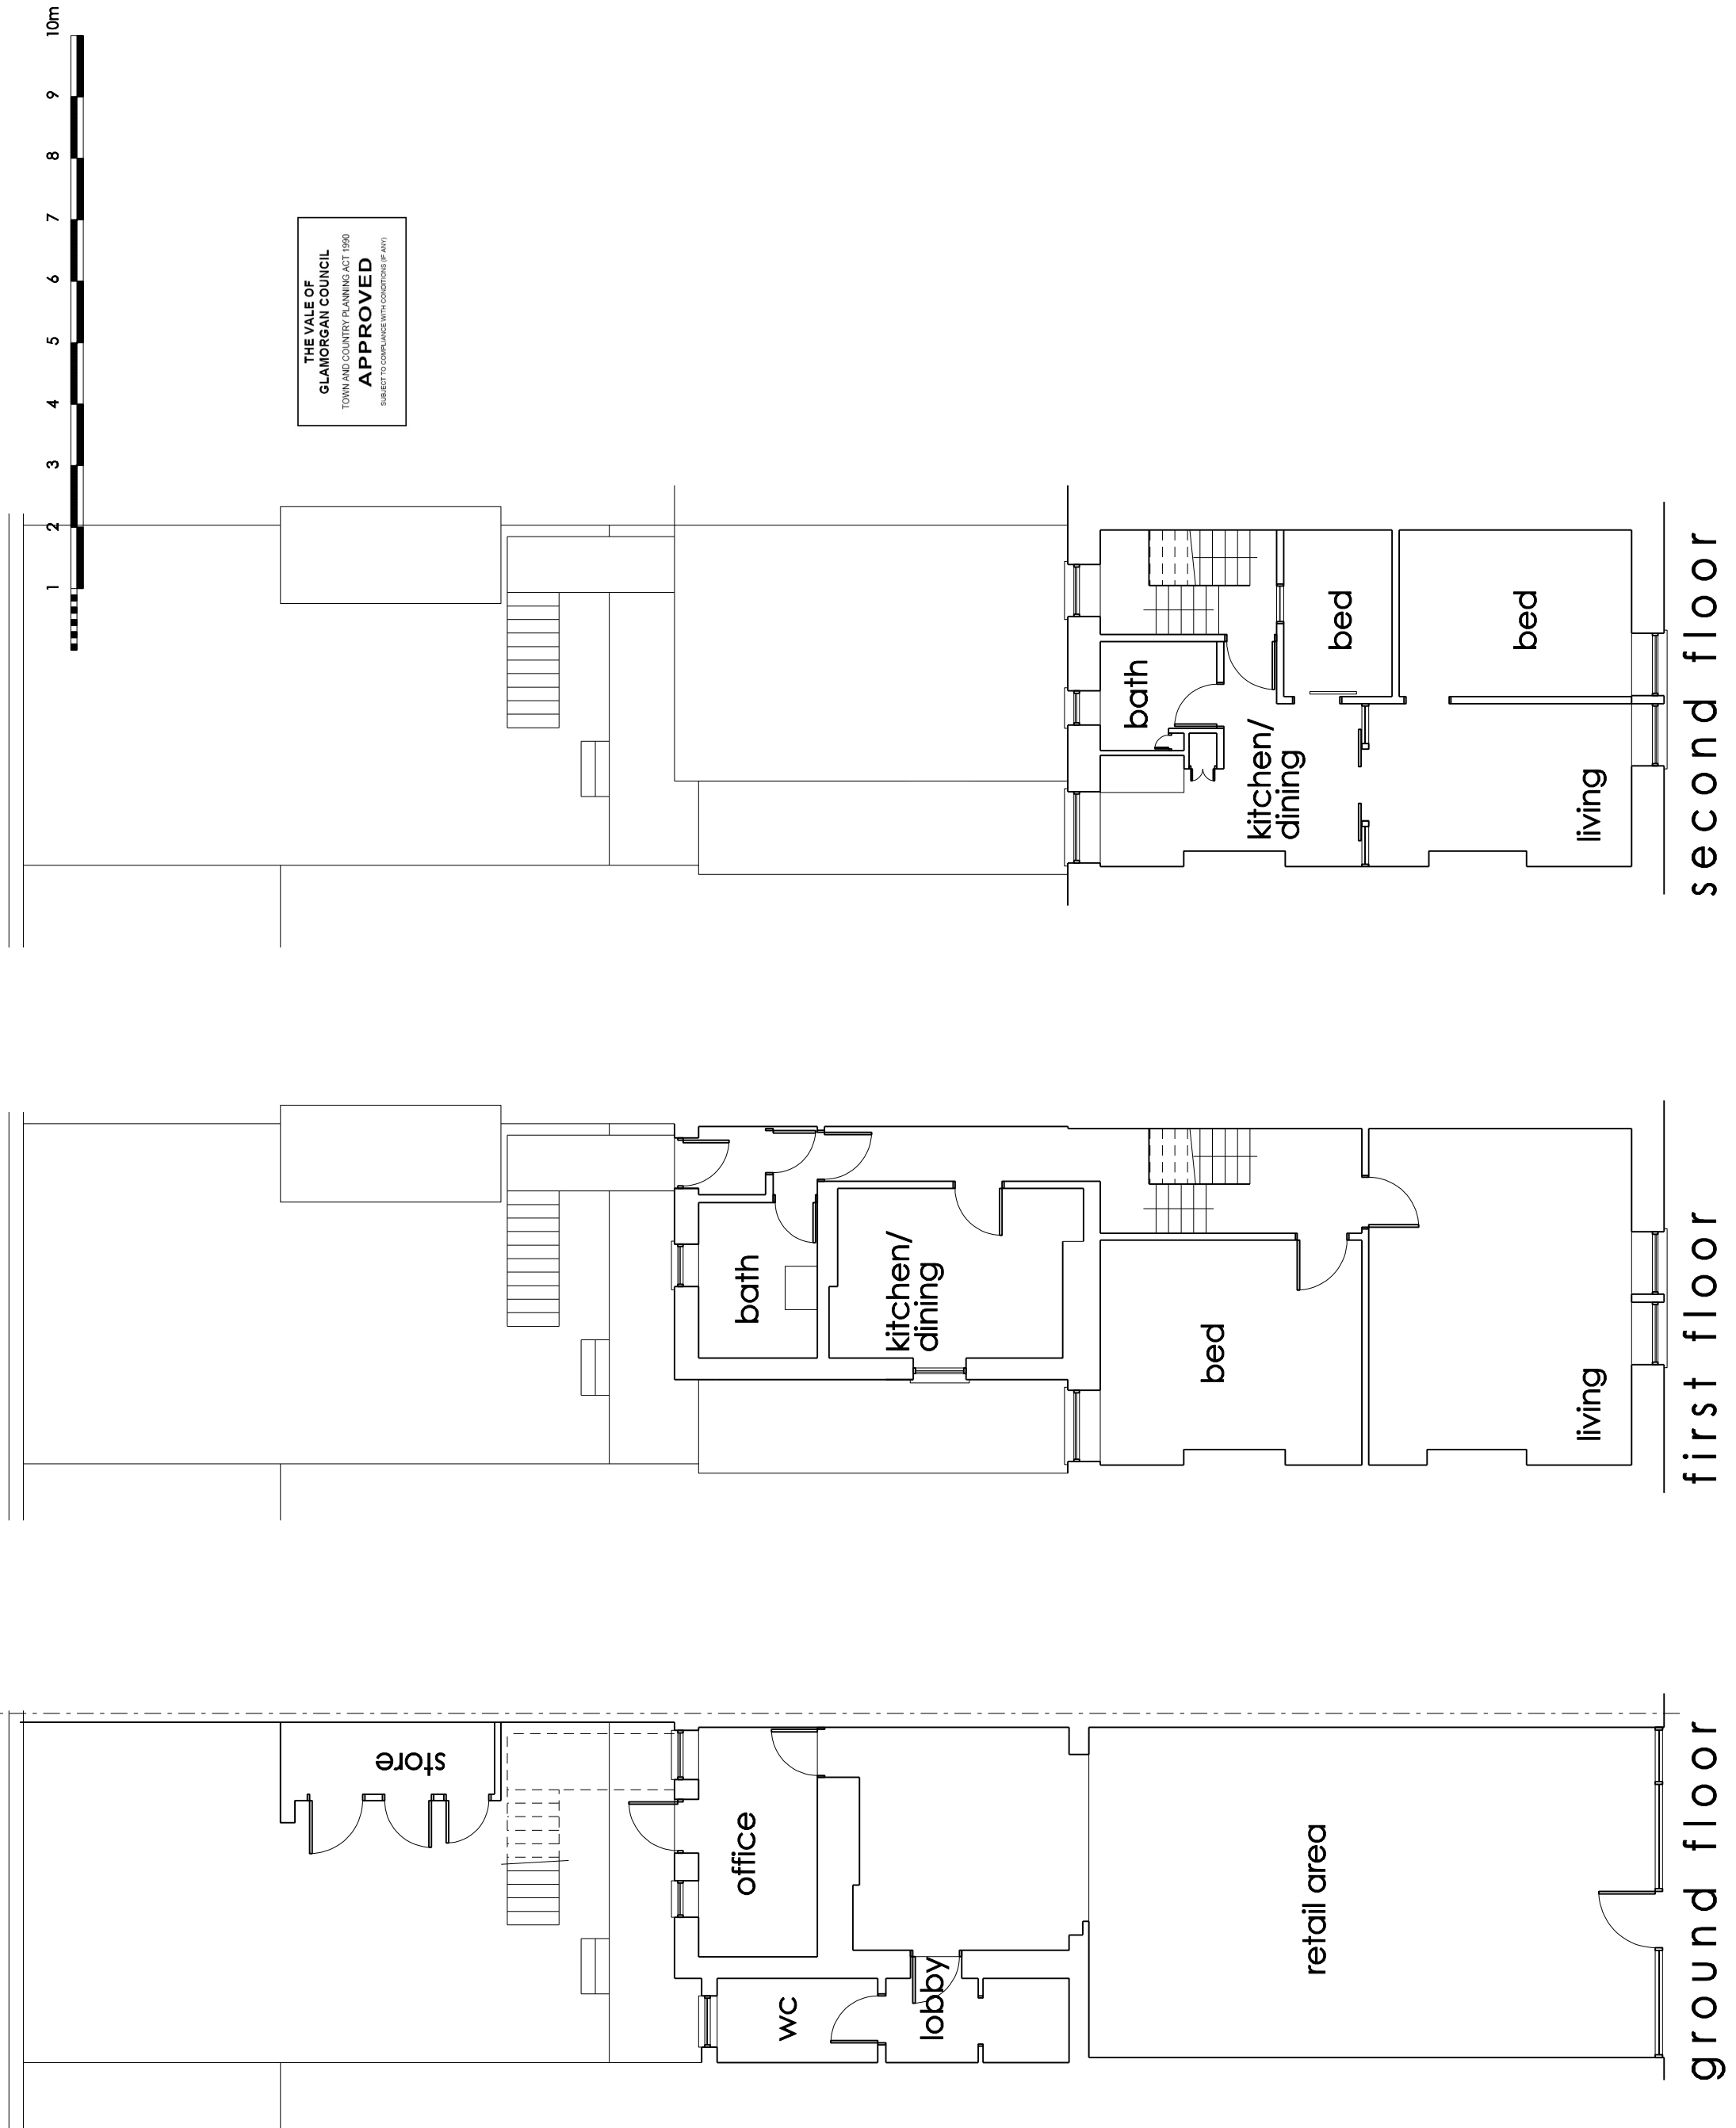 1 2 3 4 5 6 7 8 9 10m
THE VALE OF
GLAMORGAN COUNCIL
TOWN AND COUNTRY PLANNING ACT 1990
APPROVED
SUBJECT TO COMPLIANCE WITH CONDITIONS (IF ANY)
store
office
wc
lobby
retail area
ground floor
bath
kitchen/
dining
bed
living
first floor
bath
kitchen/
dining
bed
bed
living
second floor